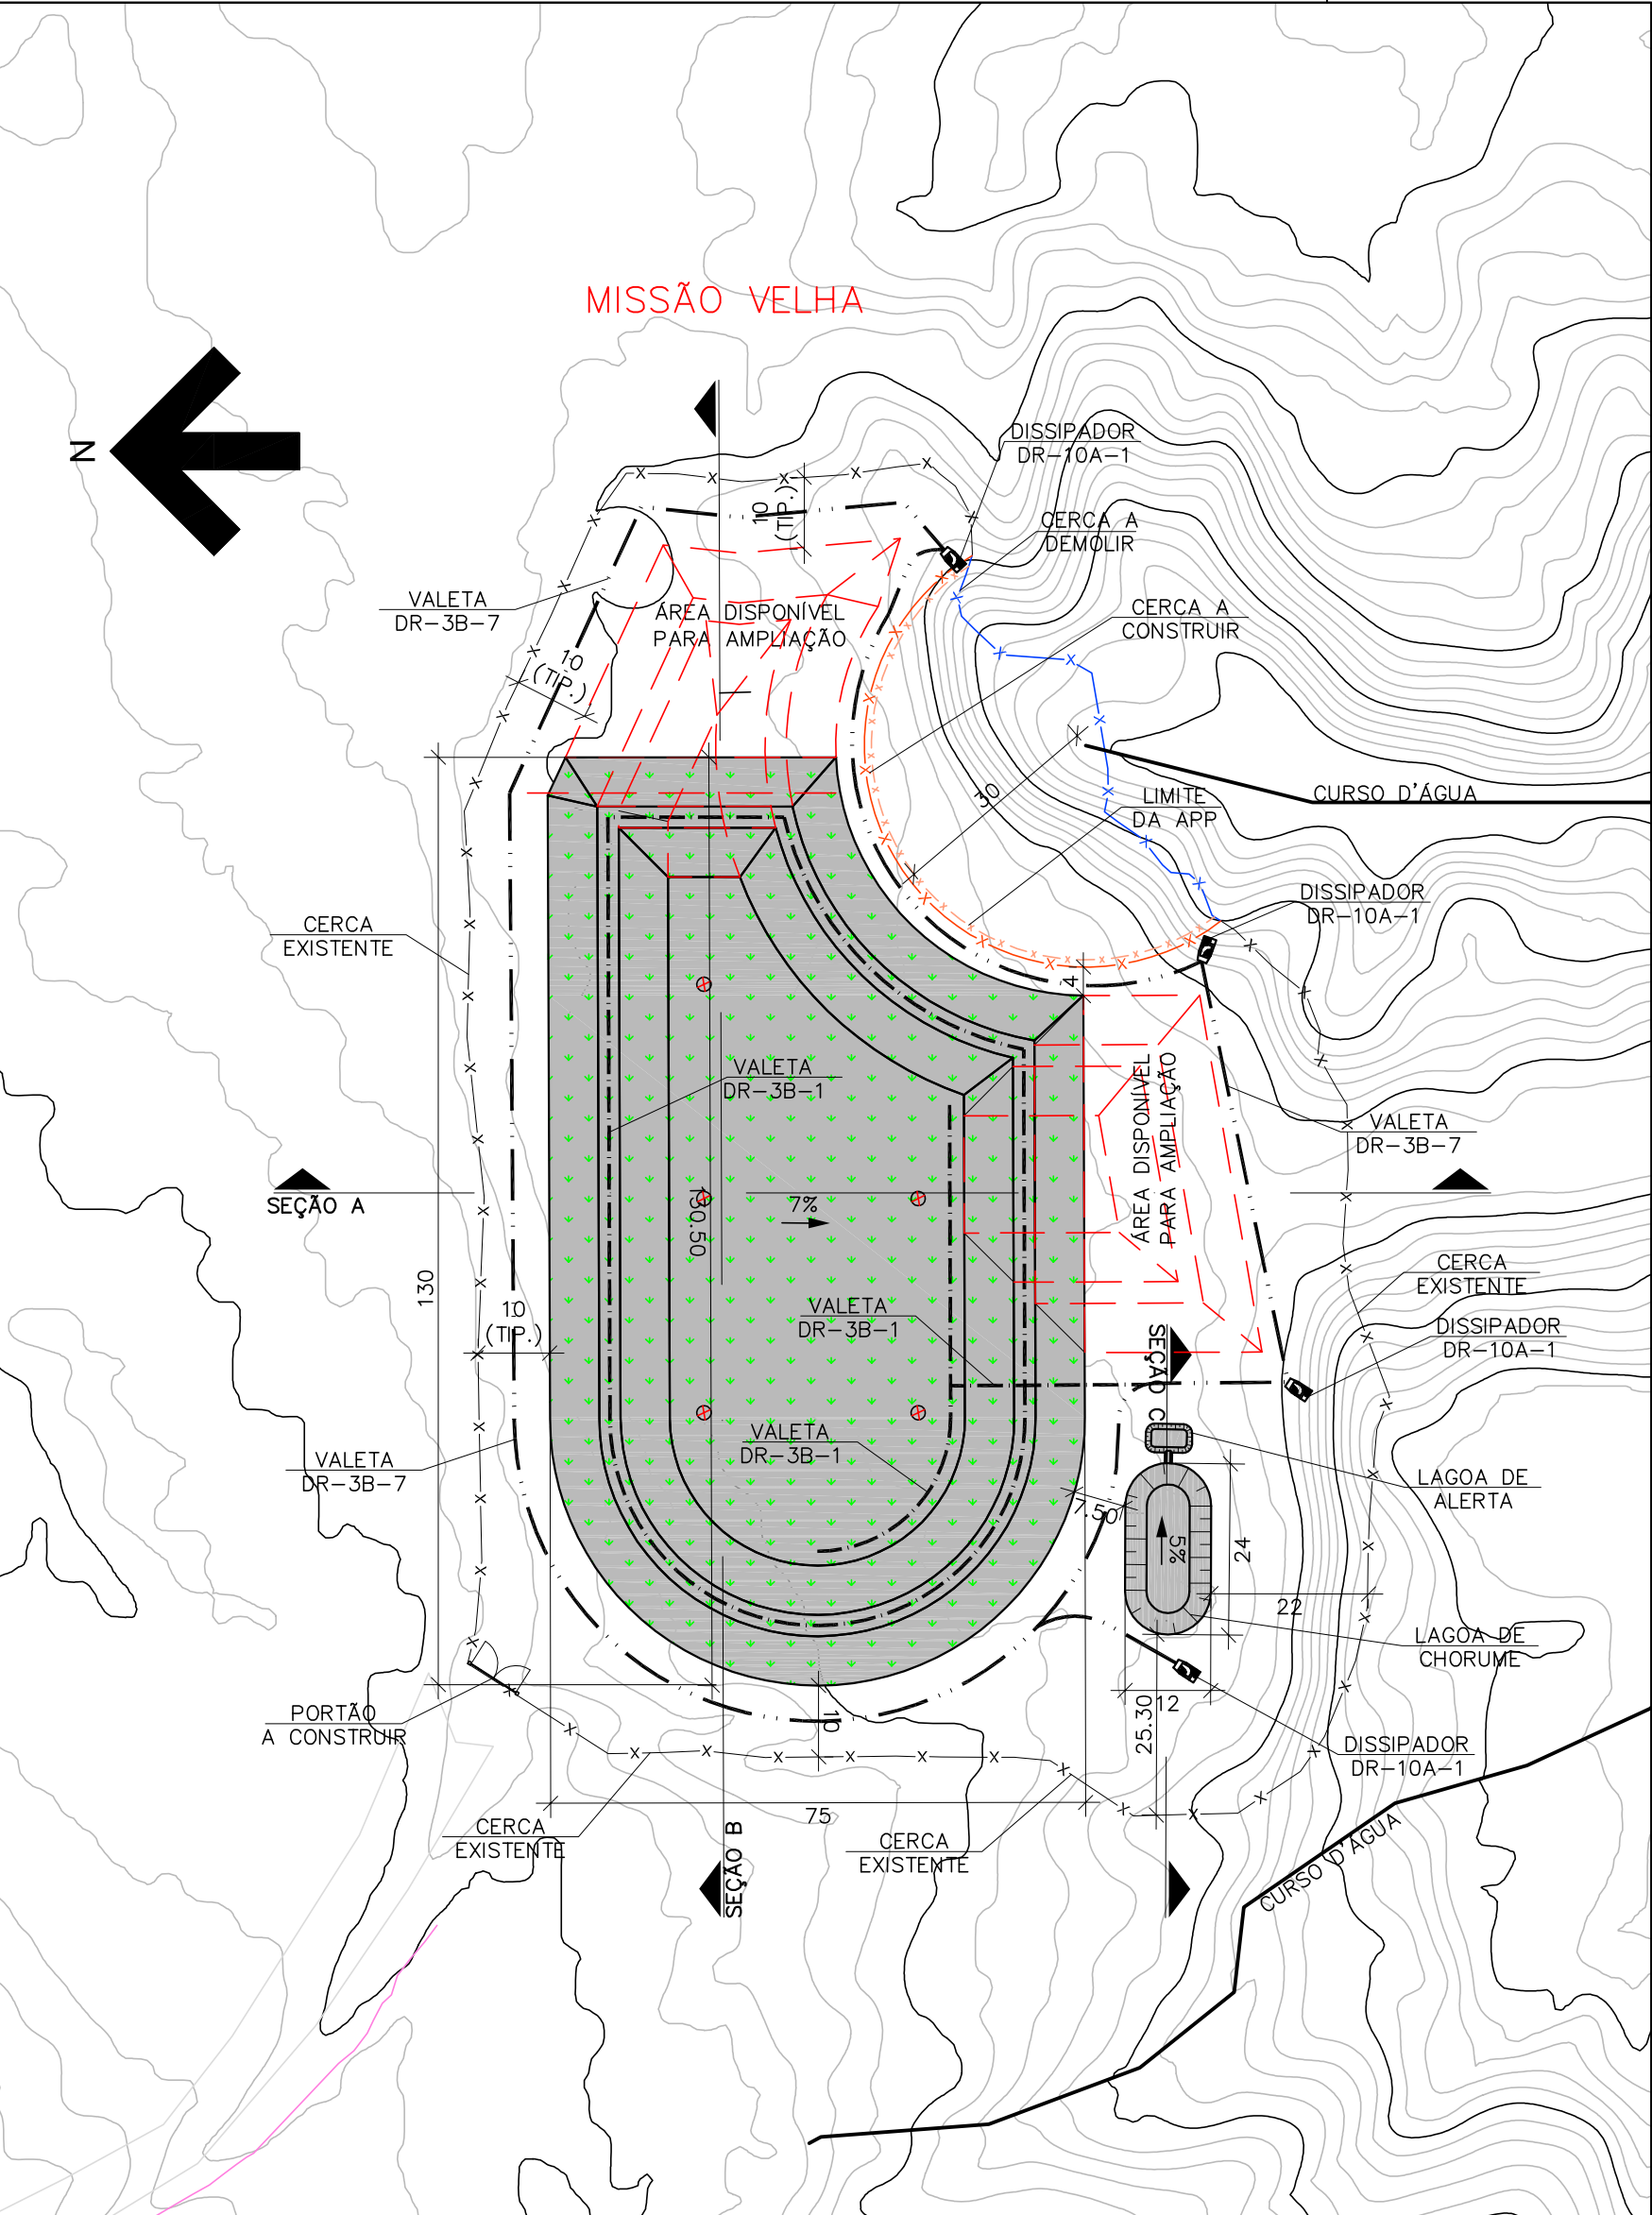 MISSÃO VELHA
N
DISSIPADOR
DR-10A-1
10
(TIP.)
CERCA A
DEMOLIR
VALETA
DR-3B-7
ÁREA DISPONÍVEL
PARA AMPLIAÇÃO
CERCA A
CONSTRUIR
10
(TIP.)
30
CURSO D'ÁGUA
LIMITE
DA APP
DISSIPADOR
DR-10A-1
CERCA
EXISTENTE
4
VALETA
DR-3B-1
ÁREA DISPONÍVEL
PARA AMPLIAÇÃO
VALETA
DR-3B-7
SEÇÃO A
130.50
7%
130
10
(TIP.)
VALETA
DR-3B-1
CERCA
EXISTENTE
SEÇÃO C
DISSIPADOR
DR-10A-1
VALETA
DR-3B-1
VALETA
DR-3B-7
LAGOA DE
ALERTA
7.50
5%
24
22
LAGOA DE
CHORUME
PORTÃO
A CONSTRUIR
10
25.30
12
DISSIPADOR
DR-10A-1
75
CERCA
EXISTENTE
SEÇÃO B
CERCA
EXISTENTE
CURSO D'ÁGUA